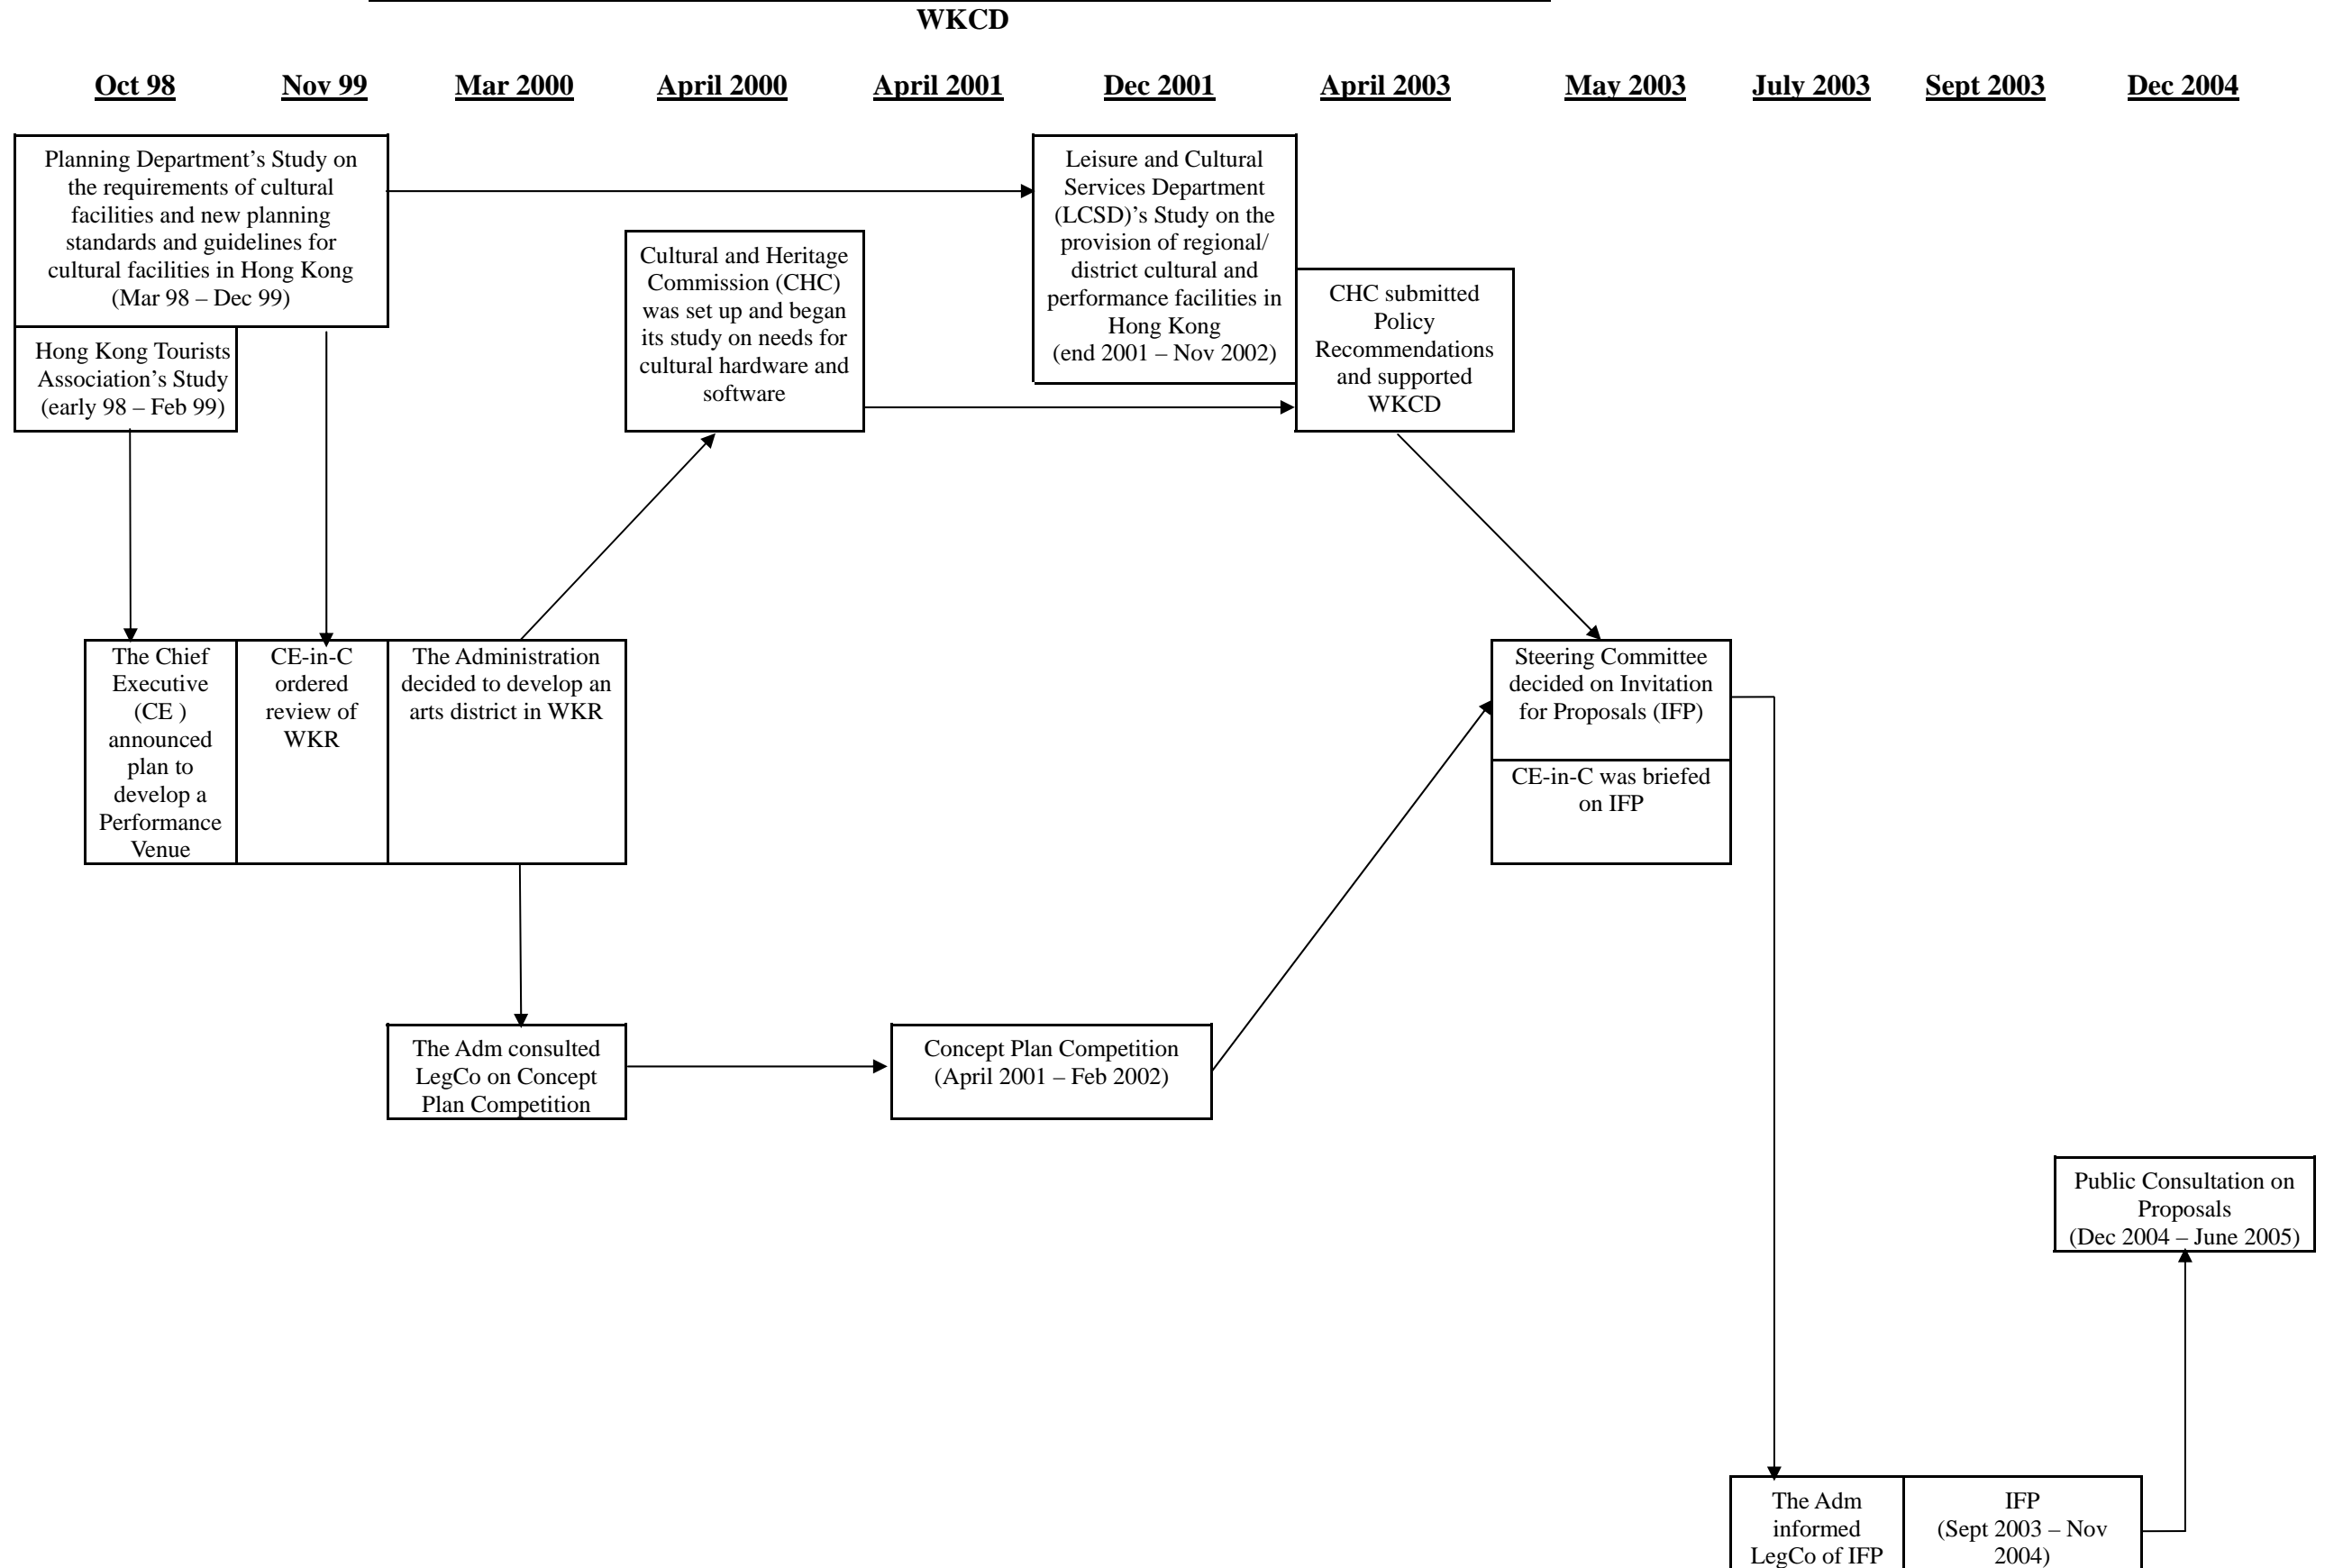 WKCD
Oct 98 Nov 99 Mar 2000 April 2000 April 2001 Dec 2001 April 2003 May 2003 July 2003 Sept 2003 Dec 2004
Planning Department’s Study on
the requirements of cultural
facilities and new planning
standards and guidelines for
cultural facilities in Hong Kong
(Mar 98 – Dec 99)
Hong Kong Tourists
Association’s Study
(early 98 – Feb 99)
Cultural and Heritage
Commission (CHC)
was set up and began
its study on needs for
cultural hardware and
software
Leisure and Cultural
Services Department
(LCSD)’s Study on the
provision of regional/
district cultural and
performance facilities in
Hong Kong
(end 2001 – Nov 2002)
CHC submitted
Policy
Recommendations
and supported
WKCD
The Chief
Executive
(CE )
announced
plan to
develop a
Performance
Venue
CE-in-C
ordered
review of
WKR
The Administration
decided to develop an
arts district in WKR
Steering Committee
decided on Invitation
for Proposals (IFP)
CE-in-C was briefed
on IFP
The Adm consulted
LegCo on Concept
Plan Competition
Concept Plan Competition
(April 2001 – Feb 2002)
Public Consultation on
Proposals
(Dec 2004 – June 2005)
The Adm
informed
LegCo of IFP
IFP
(Sept 2003 – Nov
2004)